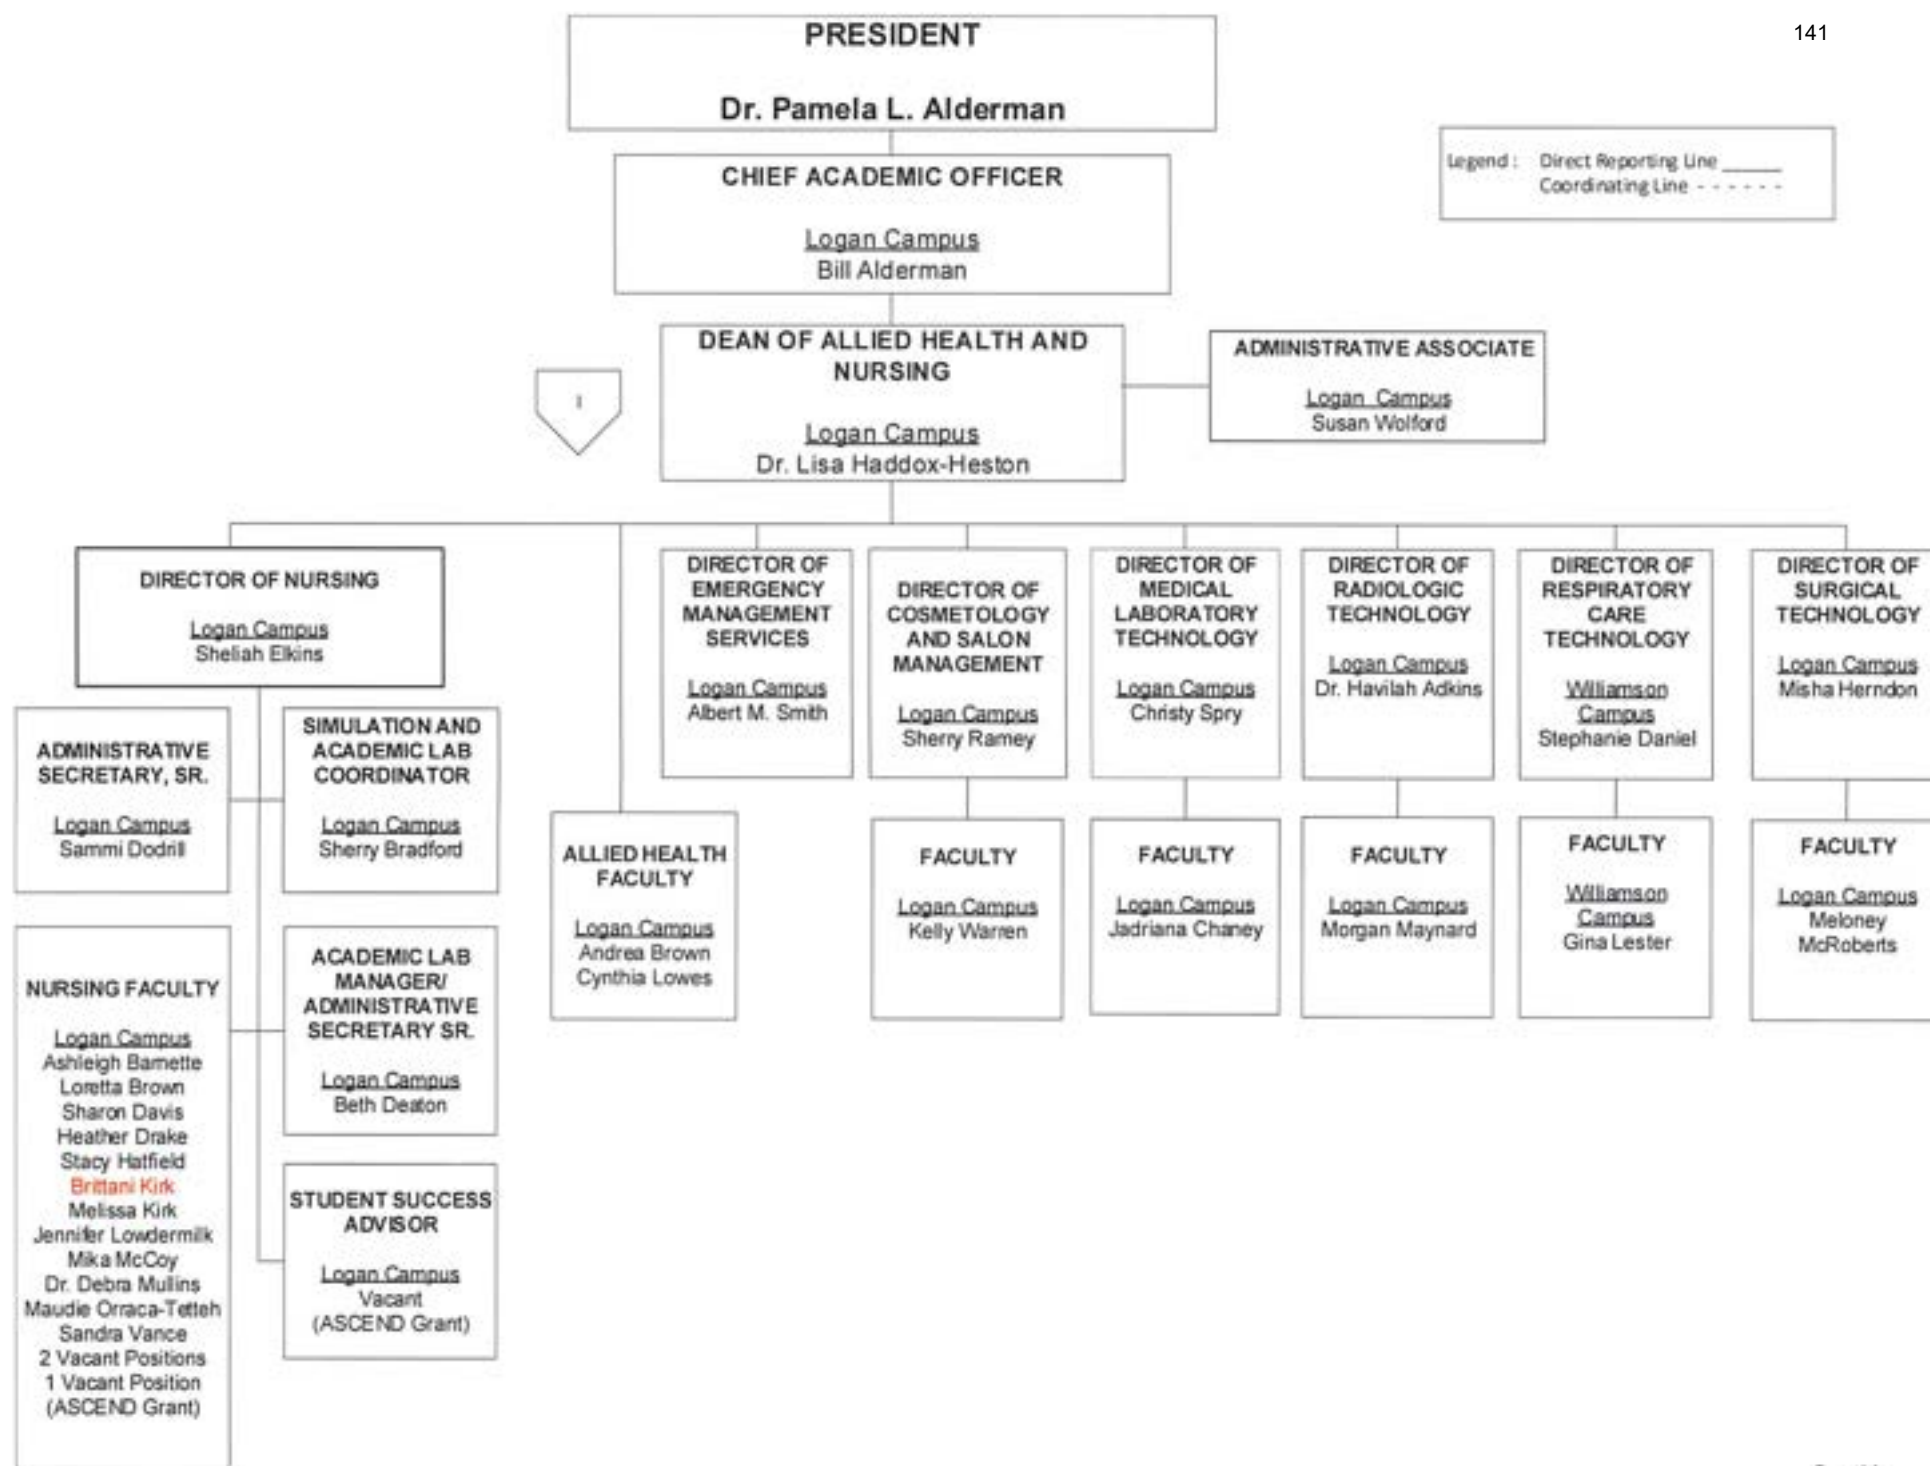 141
PRESIDENT
Dr. Pamela L. Alderman
Legend : Direct Reporting Line ______
Coordinating Line - - - - - -
CHIEF ACADEMIC OFFICER
Logan Campus
Bill Alderman
DEAN OF ALLIED HEALTH AND
NURSING
Logan Campus
Dr. Lisa Haddox-Heston
ADMINISTRATIVE ASSOCIATE
Logan Campus
Susan Wolford
I
DIRECTOR OF NURSING
Logan Campus
Sheliah Elkins
DIRECTOR OF
EMERGENCY
MANAGEMENT
SERVICES
Logan Campus
Albert M. Smith
DIRECTOR OF
COSMETOLOGY
AND SALON
MANAGEMENT
Logan Campus
Sherry Ramey
DIRECTOR OF
MEDICAL
LABORATORY
TECHNOLOGY
Logan Campus
Christy Spry
DIRECTOR OF
RADIOLOGIC
TECHNOLOGY
Logan Campus
Dr. Havilah Adkins
DIRECTOR OF
RESPIRATORY
CARE
TECHNOLOGY
Williamson
Campus
Stephanie Daniel
DIRECTOR OF
SURGICAL
TECHNOLOGY
Logan Campus
Misha Herndon
ADMINISTRATIVE
SECRETARY, SR.
Logan Campus
Sammi Dodrill
SIMULATION AND
ACADEMIC LAB
COORDINATOR
Logan Campus
Sherry Bradford
ALLIED HEALTH
FACULTY
Logan Campus
Andrea Brown
Cynthia Lowes
FACULTY
Logan Campus
Kelly Warren
FACULTY
Logan Campus
Jadriana Chaney
FACULTY
Logan Campus
Morgan Maynard
FACULTY
Williamson
Campus
Gina Lester
FACULTY
Logan Campus
Meloney
McRoberts
NURSING FACULTY
Logan Campus
Ashleigh Barnette
Loretta Brown
Sharon Davis
Heather Drake
Stacy Hatfield
Brittani Kirk
Melissa Kirk
Jennifer Lowdermilk
Mika McCoy
Dr. Debra Mullins
Maudie Orraca-Tetteh
Sandra Vance
2 Vacant Positions
1 Vacant Position
(ASCEND Grant)
ACADEMIC LAB
MANAGER/
ADMINISTRATIVE
SECRETARY SR.
Logan Campus
Beth Deaton
STUDENT SUCCESS
ADVISOR
Logan Campus
Vacant
(ASCEND Grant)